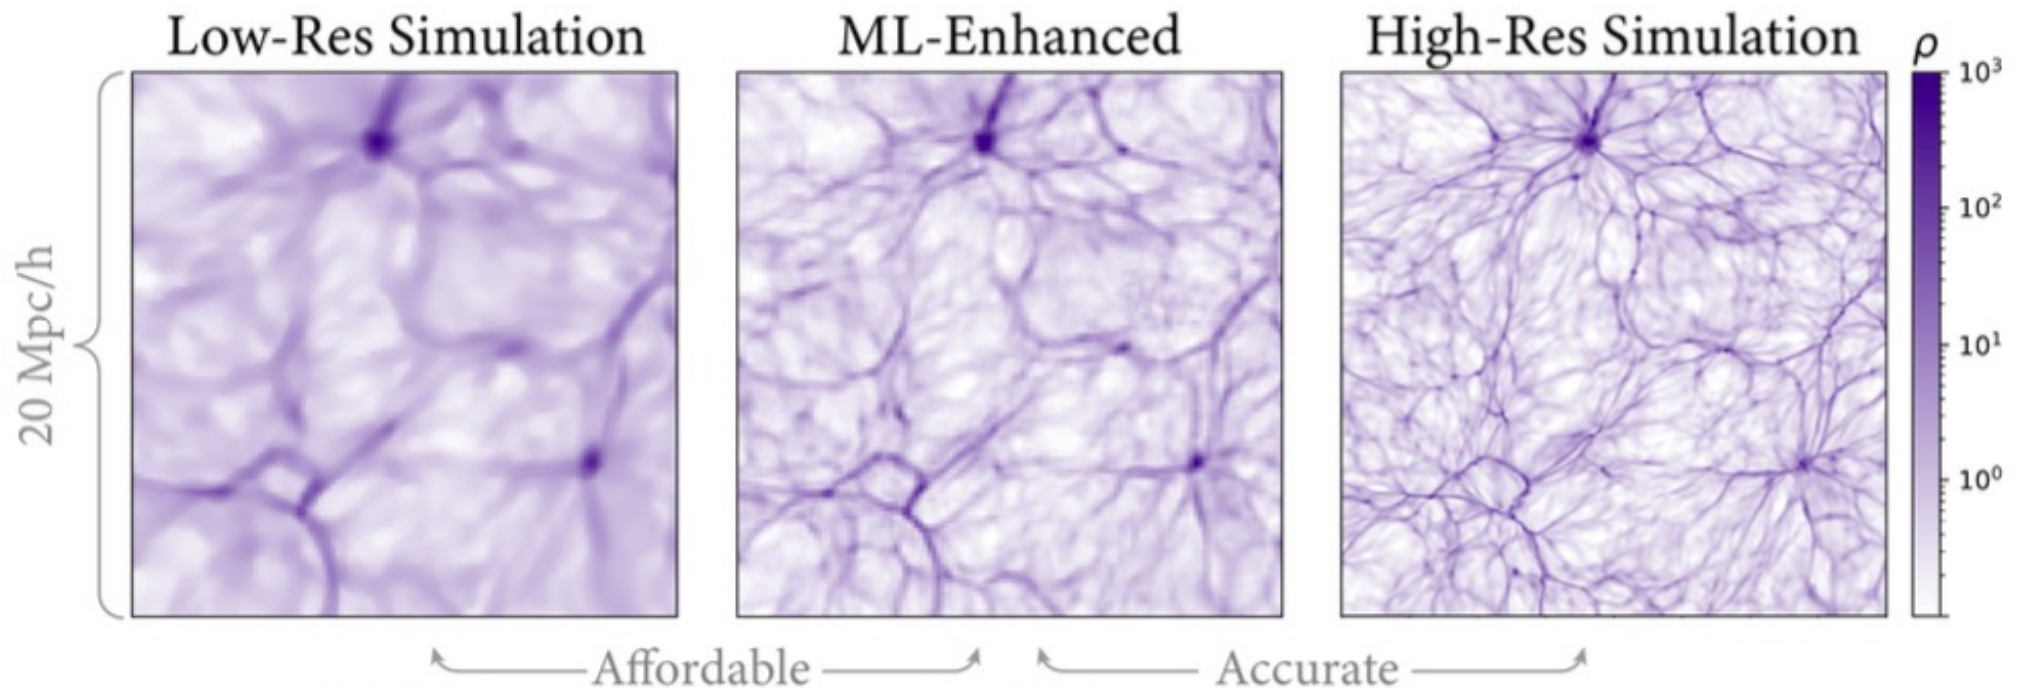 Low-Res Simulation
ML-Enhanced
High-Res Simulation
ρ
20 Mpc/h
10³
10²
10¹
10⁰
Affordable
Accurate